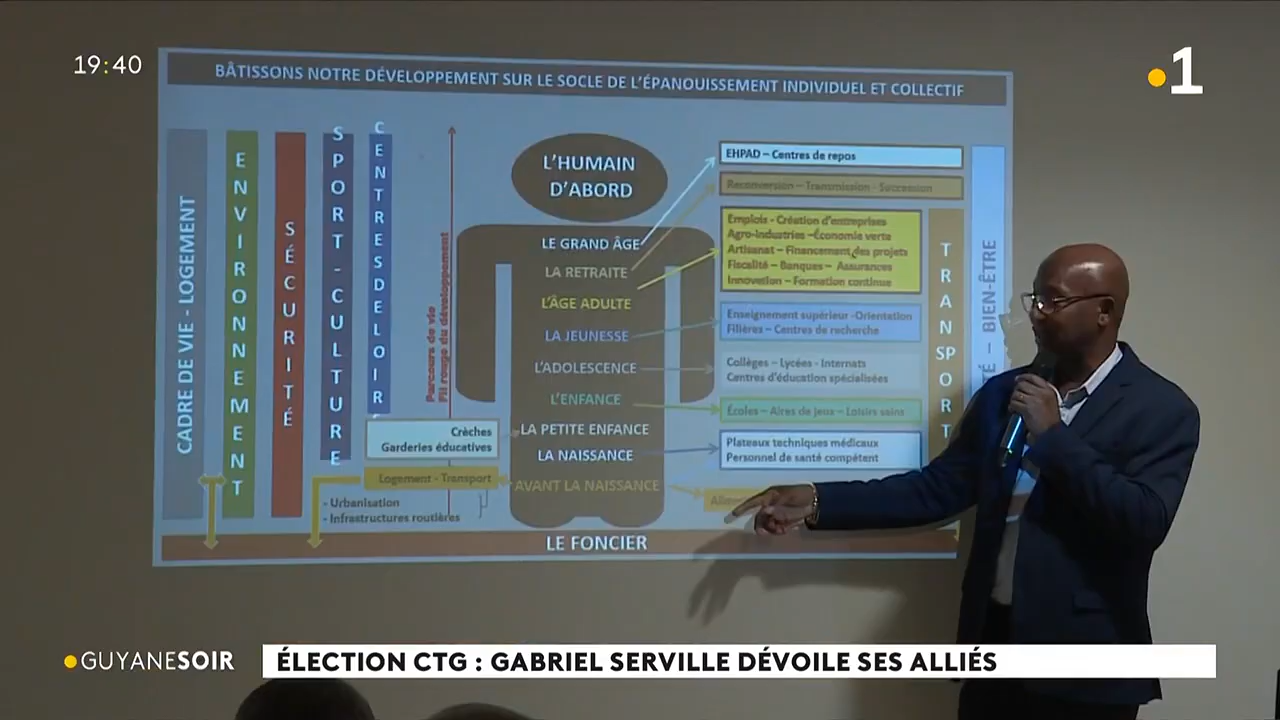 19:40
1
BÂTISSONS NOTRE DÉVELOPPEMENT SUR LE SOCLE DE L'ÉPANOUISSEMENT INDIVIDUEL ET COLLECTIF
CADRE DE VIE - LOGEMENT
ENVIRONNEMENT
SÉCURITÉ
SPORT - CULTURE
CENTRES DE LOIR
Parcours de vie
Fil rouge du développement
L'HUMAIN
D'ABORD
LE GRAND ÂGE
LA RETRAITE
L'ÂGE ADULTE
LA JEUNESSE
L'ADOLESCENCE
L'ENFANCE
LA PETITE ENFANCE
LA NAISSANCE
AVANT LA NAISSANCE
EHPAD – Centres de repos
Reconversion – Transmission - Succession
Emplois - Création d'entreprises
Agro-industries –Économie verte
Artisanat – Financement des projets
Fiscalité – Banques – Assurances
Innovation – Formation continue
Enseignement supérieur -Orientation
Filières – Centres de recherche
Collèges – Lycées - Internats
Centres d'éducation spécialisées
Écoles – Aires de jeux – Loisirs sains
Plateaux techniques médicaux
Personnel de santé compétent
Crèches
Garderies éducatives
Logement - Transport
- Urbanisation
- Infrastructures routières
TRANSPORT
TÉ – BIEN-ÊTRE
LE FONCIER
GUYANESOIR
ÉLECTION CTG : GABRIEL SERVILLE DÉVOILE SES ALLIÉS